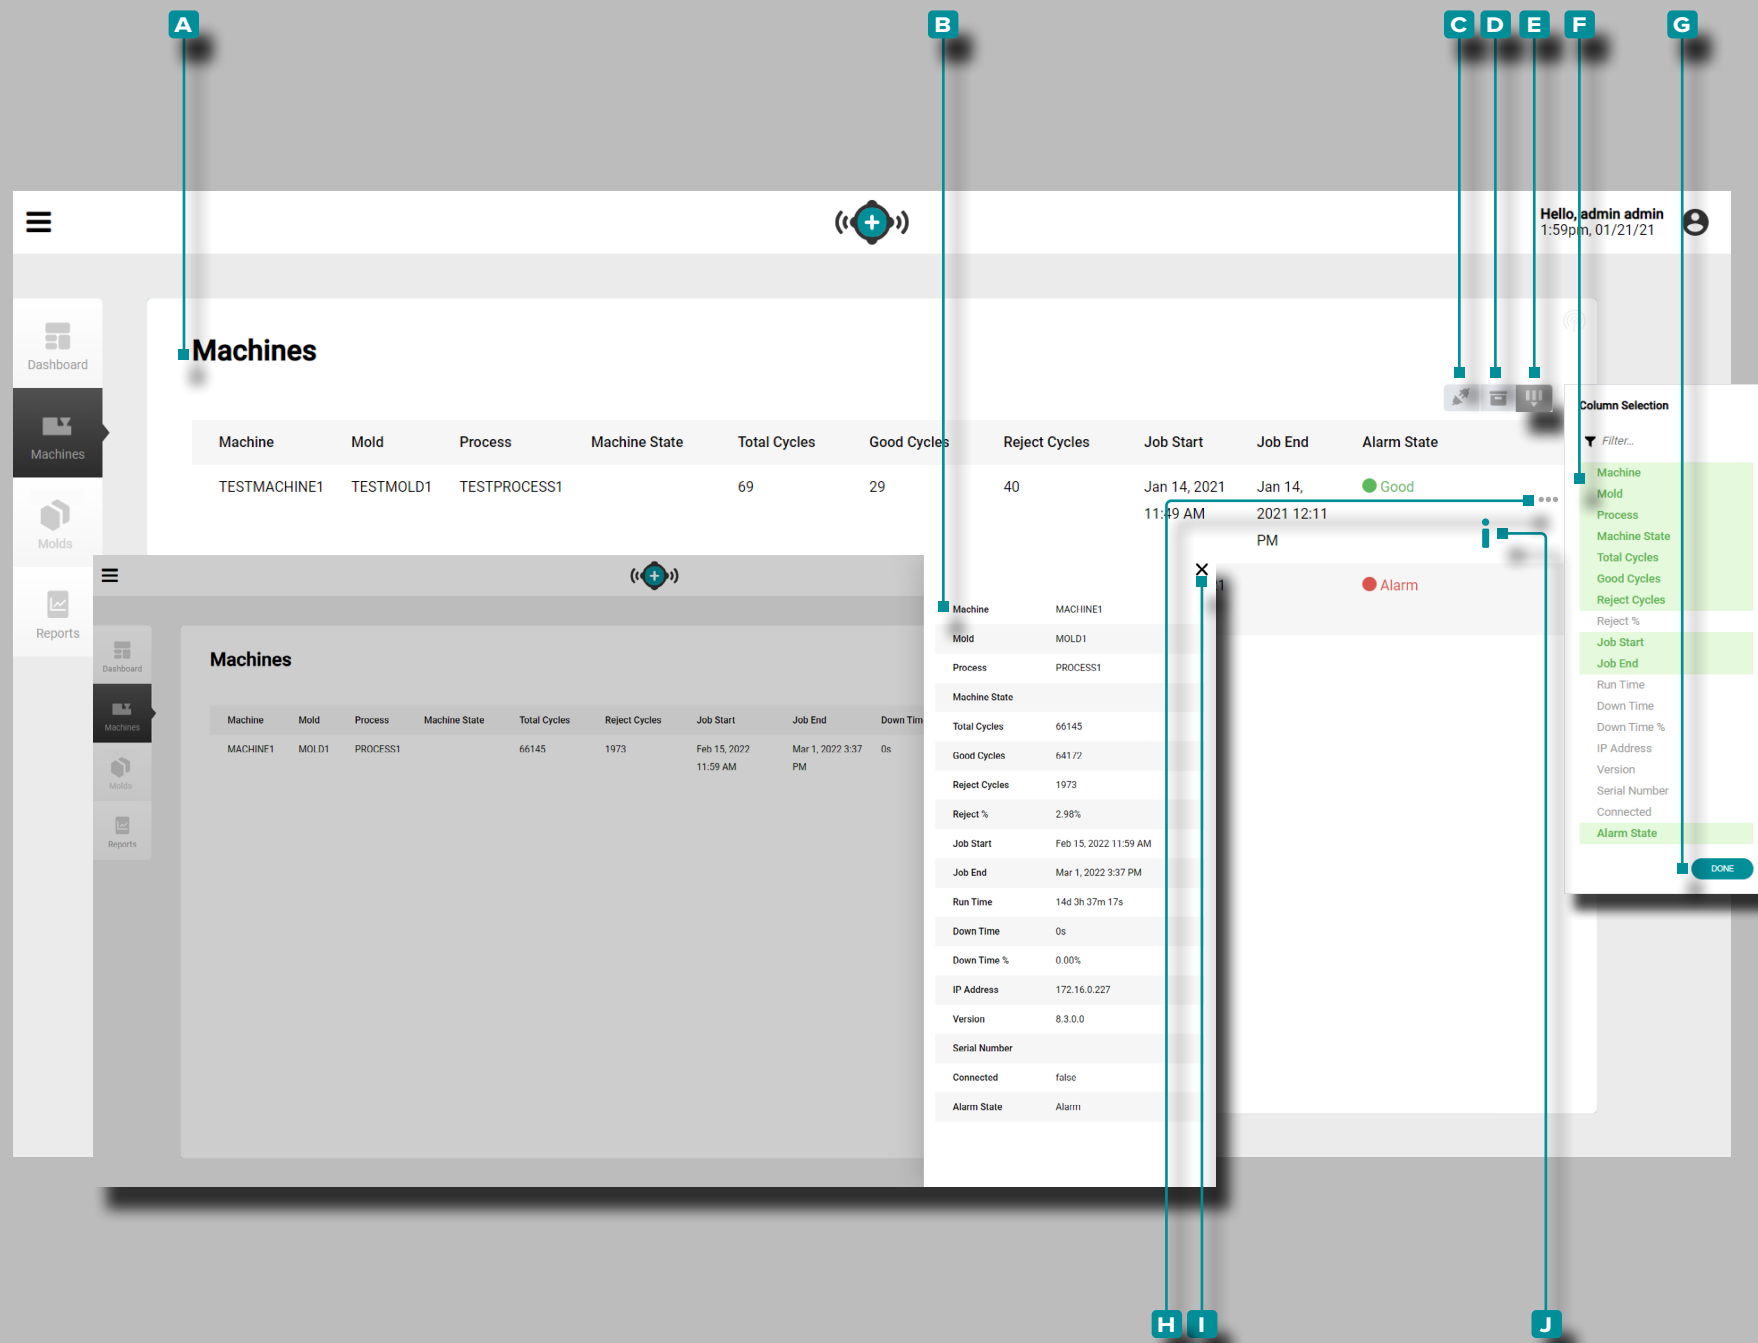 A B C D E F G
Hello, admin admin
1:59pm, 01/21/21
Dashboard
Machines
Molds
Reports
Machines
Machine Mold Process Machine State Total Cycles Good Cycles Reject Cycles Job Start Job End Alarm State
TESTMACHINE1 TESTMOLD1 TESTPROCESS1 69 29 40 Jan 14, 2021 Jan 14, Good
11:49 AM 2021 12:11
PM
1 Alarm
Column Selection
Filter...
Machine
Mold
Process
Machine State
Total Cycles
Good Cycles
Reject Cycles
Reject %
Job Start
Job End
Run Time
Down Time
Down Time %
IP Address
Version
Serial Number
Connected
Alarm State
DONE
Dashboard
Machines
Molds
Reports
Machines
Machine Mold Process Machine State Total Cycles Reject Cycles Job Start Job End Down Tim
MACHINE1 MOLD1 PROCESS1 66145 1973 Feb 15, 2022 Mar 1, 2022 3:37 0s
11:59 AM PM
Machine MACHINE1
Mold MOLD1
Process PROCESS1
Machine State
Total Cycles 66145
Good Cycles 64172
Reject Cycles 1973
Reject % 2.98%
Job Start Feb 15, 2022 11:59 AM
Job End Mar 1, 2022 3:37 PM
Run Time 14d 3h 37m 17s
Down Time 0s
Down Time % 0.00%
IP Address 172.16.0.227
Version 8.3.0.0
Serial Number
Connected false
Alarm State Alarm
H I J